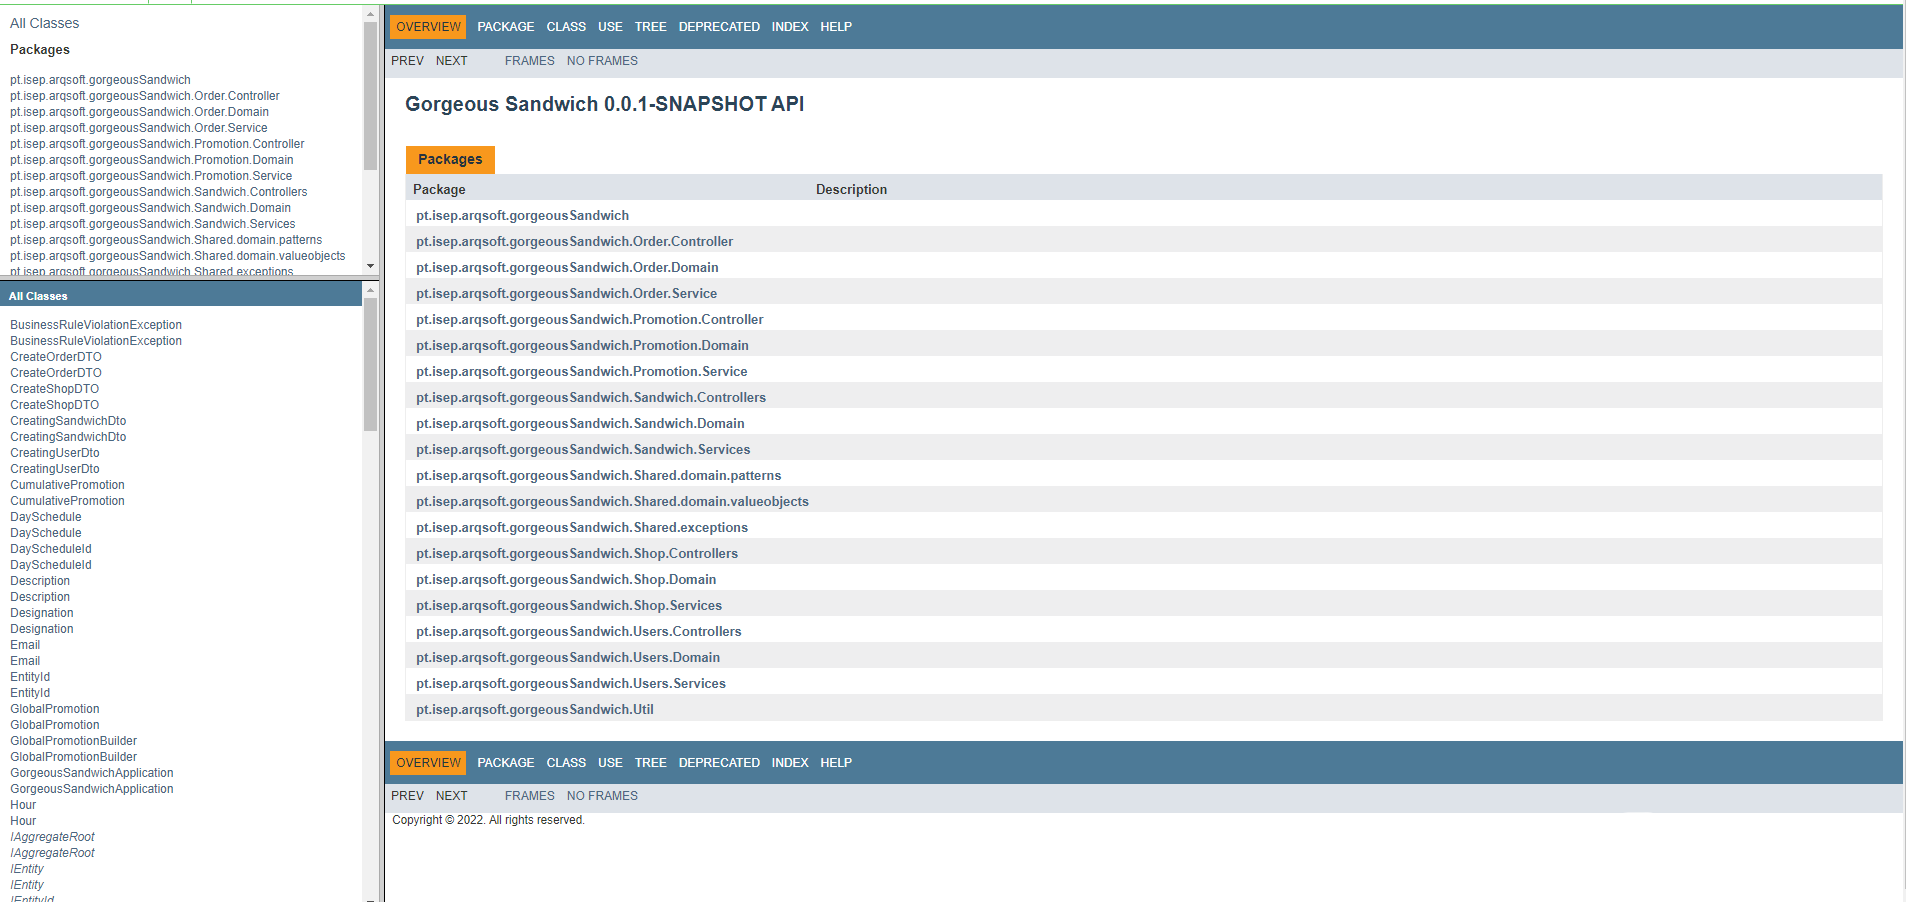 All Classes
Packages
pt.isep.arqsoft.gorgeousSandwich
pt.isep.arqsoft.gorgeousSandwich.Order.Controller
pt.isep.arqsoft.gorgeousSandwich.Order.Domain
pt.isep.arqsoft.gorgeousSandwich.Order.Service
pt.isep.arqsoft.gorgeousSandwich.Promotion.Controller
pt.isep.arqsoft.gorgeousSandwich.Promotion.Domain
pt.isep.arqsoft.gorgeousSandwich.Promotion.Service
pt.isep.arqsoft.gorgeousSandwich.Sandwich.Controllers
pt.isep.arqsoft.gorgeousSandwich.Sandwich.Domain
pt.isep.arqsoft.gorgeousSandwich.Sandwich.Services
pt.isep.arqsoft.gorgeousSandwich.Shared.domain.patterns
pt.isep.arqsoft.gorgeousSandwich.Shared.domain.valueobjects
pt.isep.arqsoft.gorgeousSandwich.Shared.exceptions
All Classes
BusinessRuleViolationException
BusinessRuleViolationException
CreateOrderDTO
CreateOrderDTO
CreateShopDTO
CreateShopDTO
CreatingSandwichDto
CreatingSandwichDto
CreatingUserDto
CreatingUserDto
CumulativePromotion
CumulativePromotion
DaySchedule
DaySchedule
DayScheduleId
DayScheduleId
Description
Description
Designation
Designation
Email
Email
EntityId
EntityId
GlobalPromotion
GlobalPromotion
GlobalPromotionBuilder
GlobalPromotionBuilder
GorgeousSandwichApplication
GorgeousSandwichApplication
Hour
Hour
IAggregateRoot
IAggregateRoot
IEntity
IEntity
IEntityId
OVERVIEW PACKAGE CLASS USE TREE DEPRECATED INDEX HELP
PREV NEXT FRAMES NO FRAMES
Gorgeous Sandwich 0.0.1-SNAPSHOT API
Packages
Package Description
pt.isep.arqsoft.gorgeousSandwich
pt.isep.arqsoft.gorgeousSandwich.Order.Controller
pt.isep.arqsoft.gorgeousSandwich.Order.Domain
pt.isep.arqsoft.gorgeousSandwich.Order.Service
pt.isep.arqsoft.gorgeousSandwich.Promotion.Controller
pt.isep.arqsoft.gorgeousSandwich.Promotion.Domain
pt.isep.arqsoft.gorgeousSandwich.Promotion.Service
pt.isep.arqsoft.gorgeousSandwich.Sandwich.Controllers
pt.isep.arqsoft.gorgeousSandwich.Sandwich.Domain
pt.isep.arqsoft.gorgeousSandwich.Sandwich.Services
pt.isep.arqsoft.gorgeousSandwich.Shared.domain.patterns
pt.isep.arqsoft.gorgeousSandwich.Shared.domain.valueobjects
pt.isep.arqsoft.gorgeousSandwich.Shared.exceptions
pt.isep.arqsoft.gorgeousSandwich.Shop.Controllers
pt.isep.arqsoft.gorgeousSandwich.Shop.Domain
pt.isep.arqsoft.gorgeousSandwich.Shop.Services
pt.isep.arqsoft.gorgeousSandwich.Users.Controllers
pt.isep.arqsoft.gorgeousSandwich.Users.Domain
pt.isep.arqsoft.gorgeousSandwich.Users.Services
pt.isep.arqsoft.gorgeousSandwich.Util
OVERVIEW PACKAGE CLASS USE TREE DEPRECATED INDEX HELP
PREV NEXT FRAMES NO FRAMES
Copyright © 2022. All rights reserved.